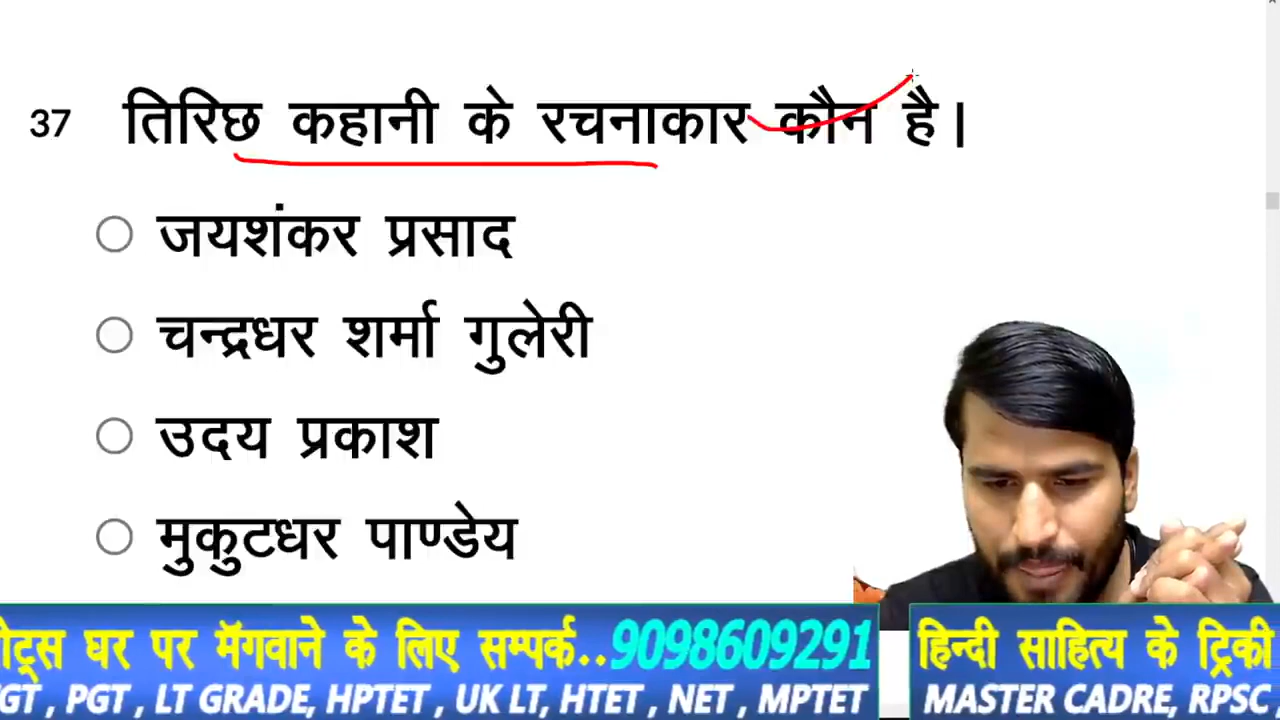 37 तिरिछ कहानी के रचनाकार कौन है।
जयशंकर प्रसाद
चन्द्रधर शर्मा गुलेरी
उदय प्रकाश
मुकुटधर पाण्डेय
घर पर मॅगवाने के लिए सम्पर्क..9098609291 हिन्दी साहित्य के ट्रिकी
PGT , LT GRADE, HPTET , UK LT, HTET , NET , MPTET MASTER CADRE, RPSC